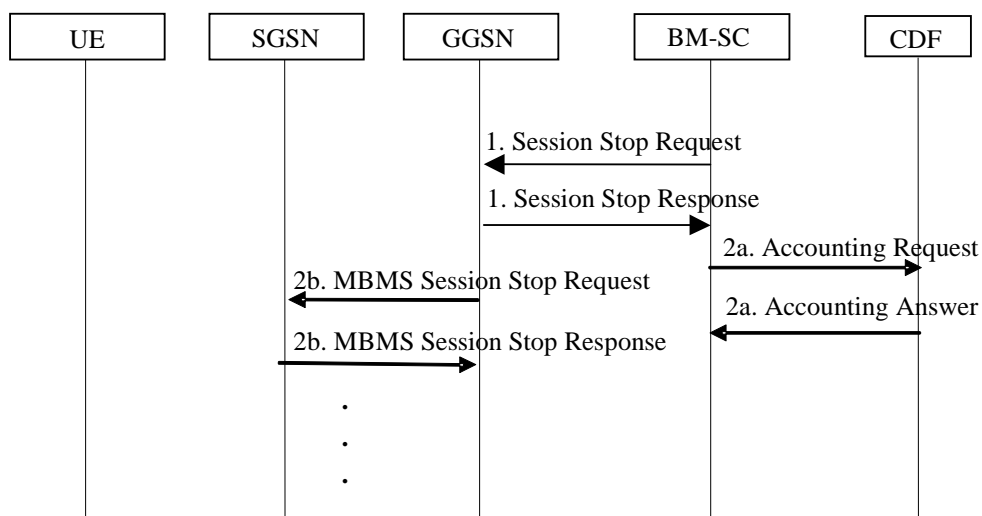 UE
SGSN
GGSN
BM-SC
CDF
1. Session Stop Request
1. Session Stop Response
2a. Accounting Request
2b. MBMS Session Stop Request
2a. Accounting Answer
2b. MBMS Session Stop Response
.
.
.